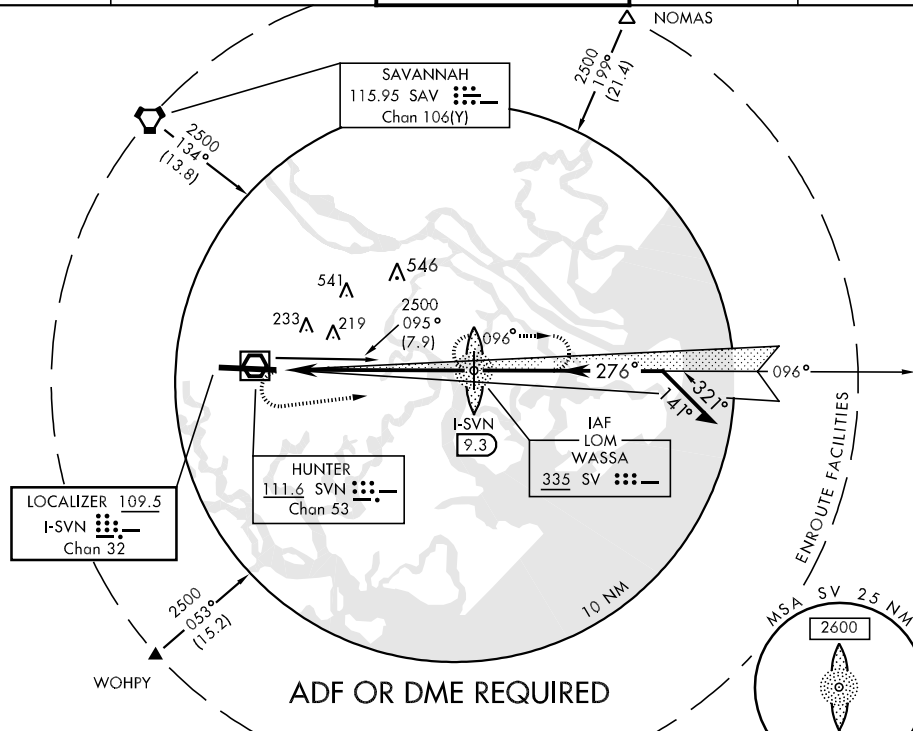 NOMAS
2500
199°
(21.4)
SAVANNAH
115.95 SAV
Chan 106(Y)
2500
134°
(13.8)
546
541
233
219
2500
095°
(7.9)
096°
276°
096°
321°
141°
I-SVN
9.3
IAF
LOM
WASSA
335 SV
HUNTER
111.6 SVN
Chan 53
LOCALIZER 109.5
I-SVN
Chan 32
ENROUTE FACILITIES
10 NM
2500
053°
(15.2)
WOHPY
MSA SV 25 NM
2600
ADF OR DME REQUIRED